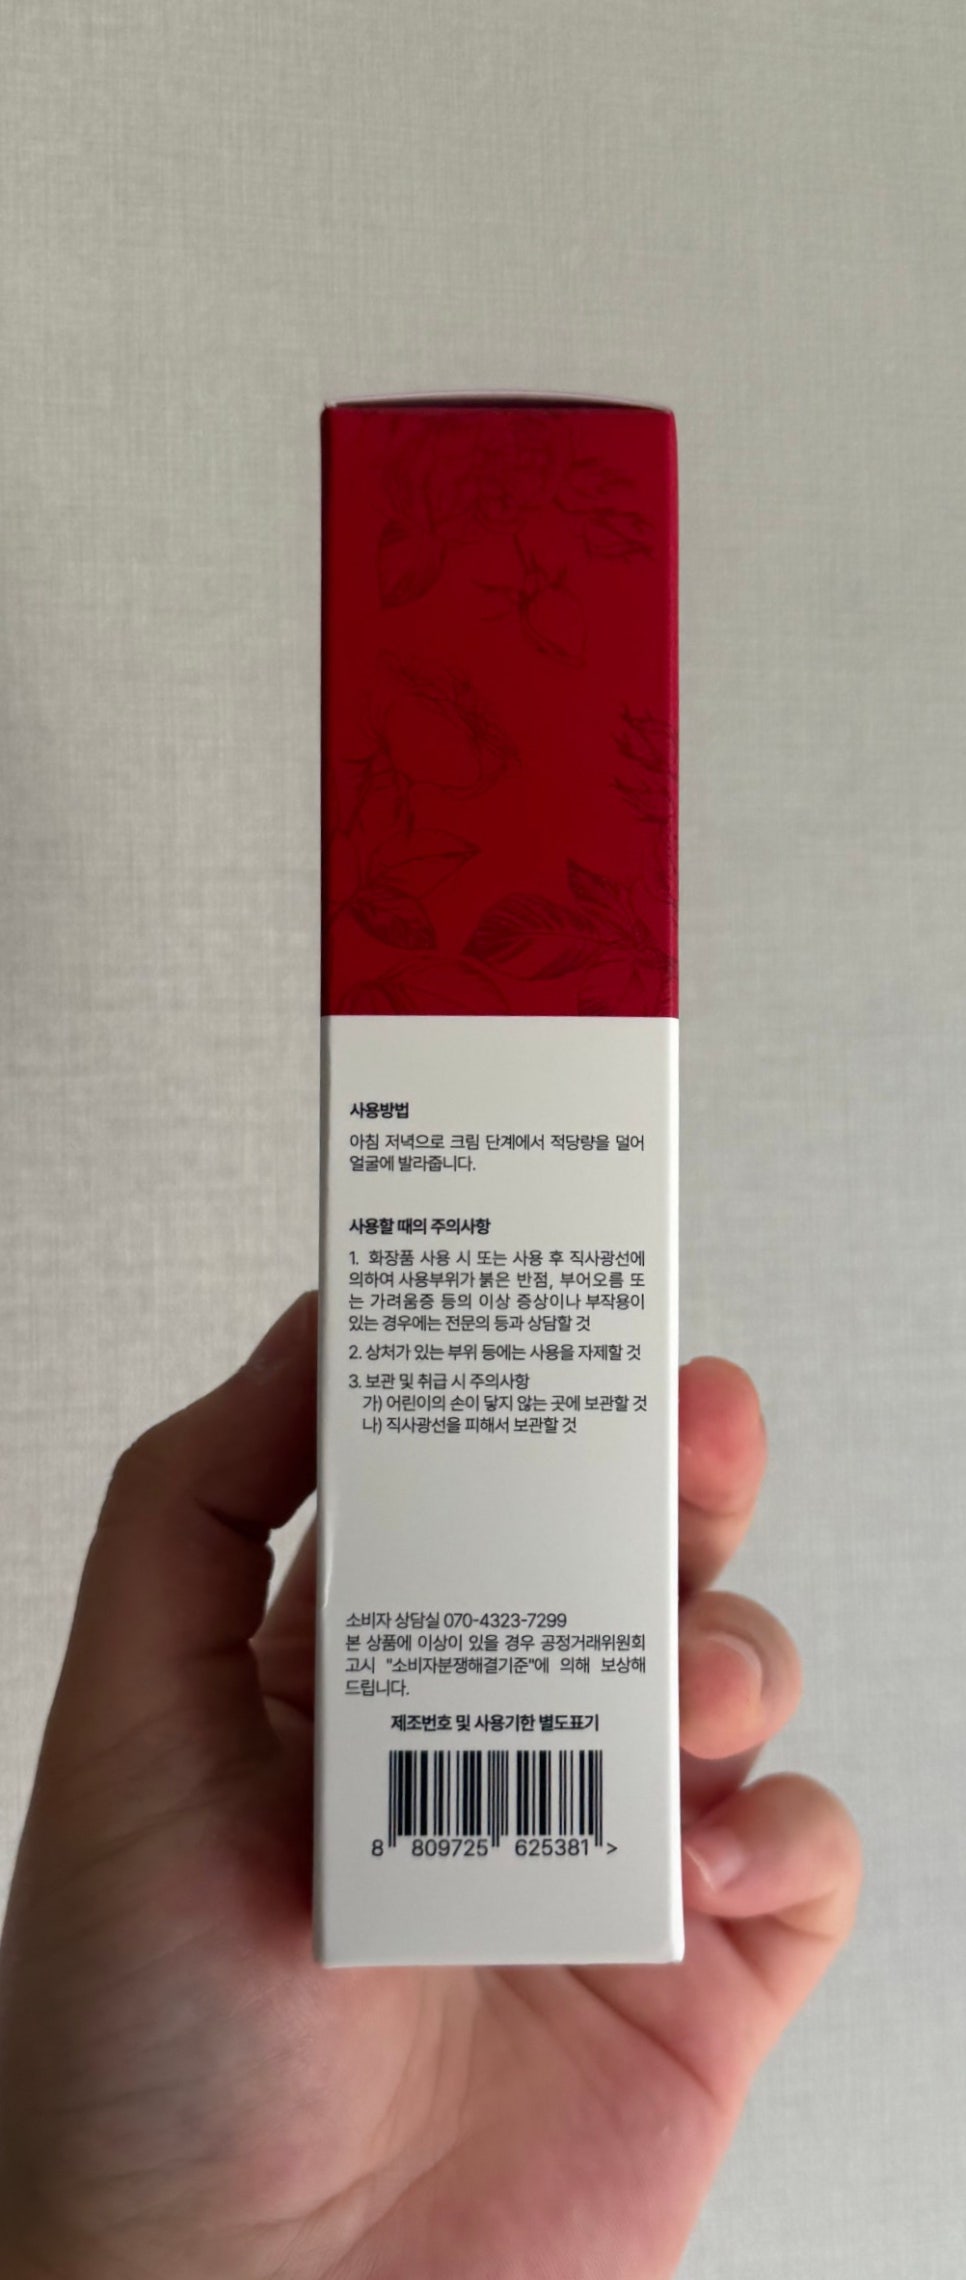 사용방법
아침 저녁으로 크림 단계에서 적당량을 덜어
얼굴에 발라줍니다.
사용할 때의 주의사항
1. 화장품 사용 시 또는 사용 후 직사광선에
의하여 사용부위가 붉은 반점, 부어오름 또
는 가려움증 등의 이상 증상이나 부작용이
있는 경우에는 전문의 등과 상담할 것
2. 상처가 있는 부위 등에는 사용을 자제할 것
3. 보관 및 취급 시 주의사항
가) 어린이의 손이 닿지 않는 곳에 보관할 것
나) 직사광선을 피해서 보관할 것
소비자 상담실 070-4323-7299
본 상품에 이상이 있을 경우 공정거래위원회
고시 "소비자분쟁해결기준"에 의해 보상해
드립니다.
제조번호 및 사용기한 별도표기
8 809725 625381 >